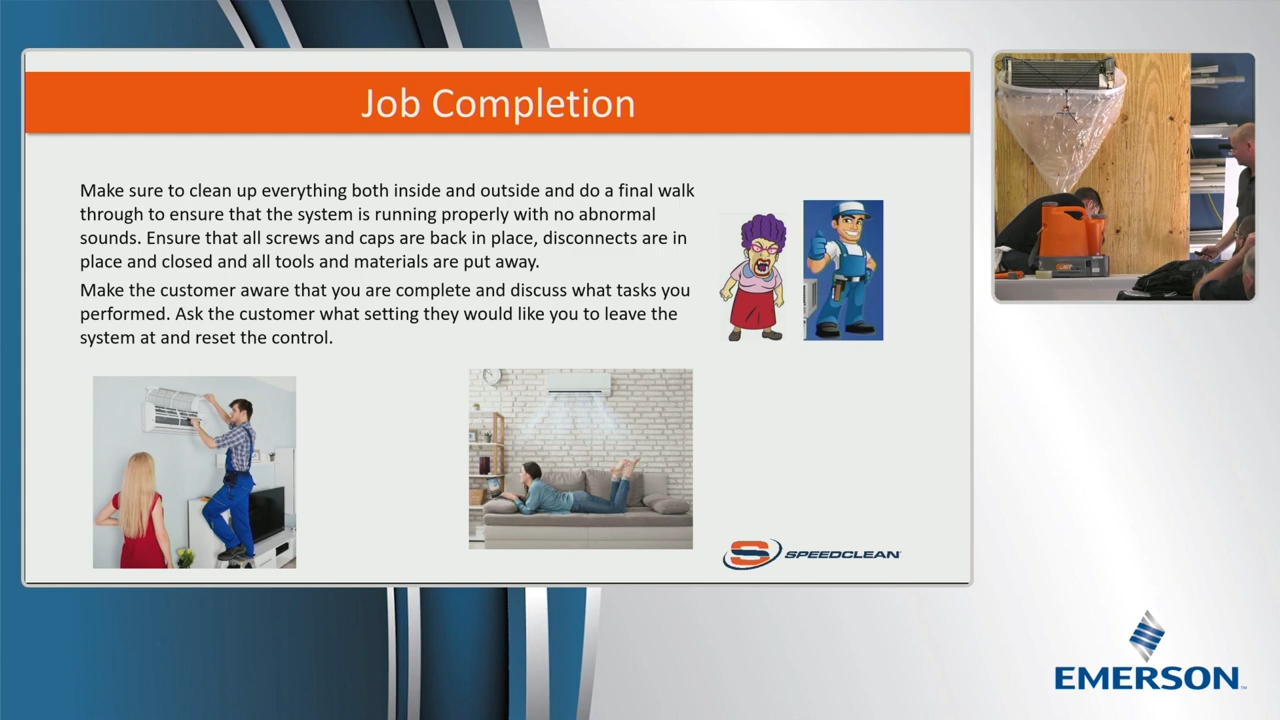 Job Completion
Make sure to clean up everything both inside and outside and do a final walk
through to ensure that the system is running properly with no abnormal
sounds. Ensure that all screws and caps are back in place, disconnects are in
place and closed and all tools and materials are put away.
Make the customer aware that you are complete and discuss what tasks you
performed. Ask the customer what setting they would like you to leave the
system at and reset the control.
SPEEDCLEAN
EMERSON